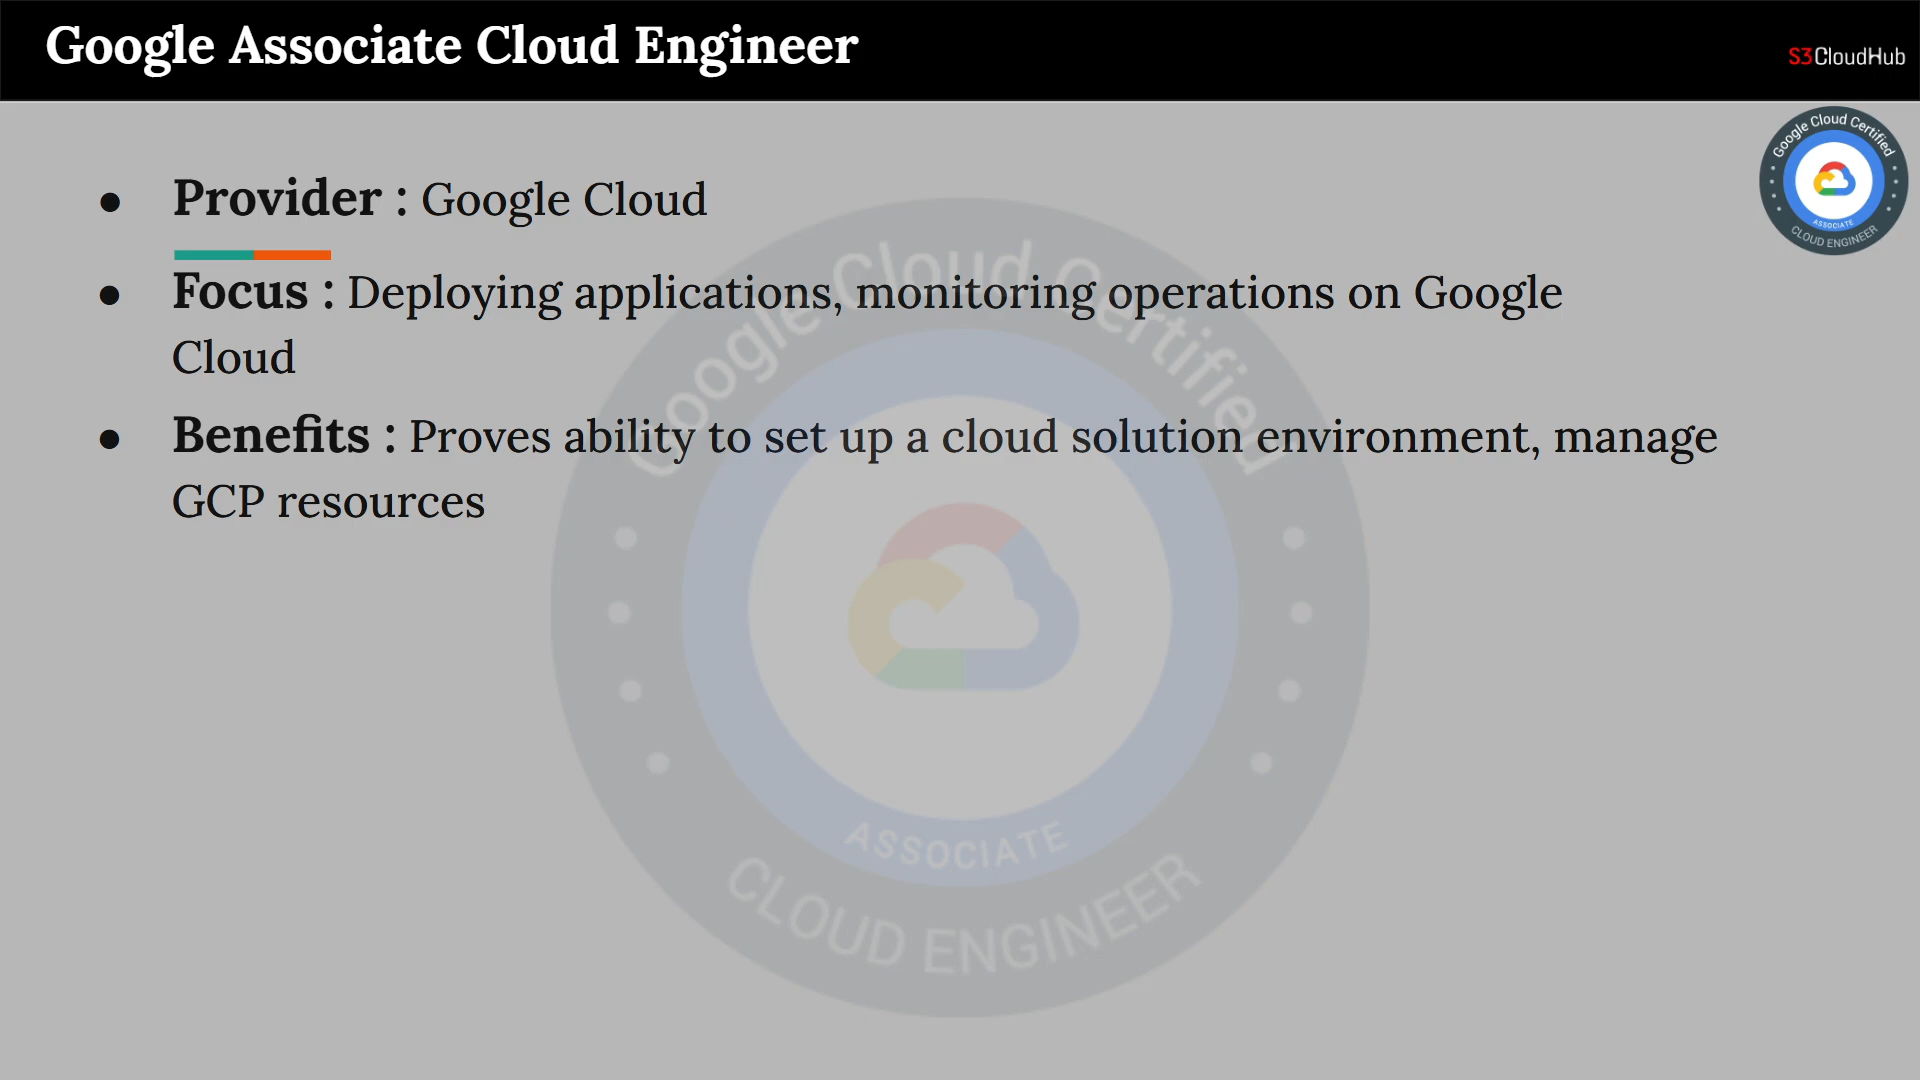 Google Associate Cloud Engineer
S3CloudHub
Google Cloud Certified
ASSOCIATE
CLOUD ENGINEER
● Provider : Google Cloud
● Focus : Deploying applications, monitoring operations on Google
Cloud
● Benefits : Proves ability to set up a cloud solution environment, manage
GCP resources
Google Cloud Certified
ASSOCIATE
CLOUD ENGINEER